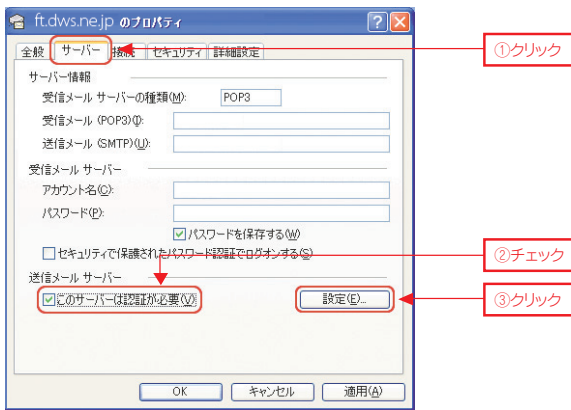 ft.dws.ne.jp のプロパティ
①クリック
全般 サーバー 接続 セキュリティ 詳細設定
サーバー情報
受信メール サーバーの種類(M): POP3
受信メール (POP3)(I):
送信メール (SMTP)(U):
受信メール サーバー
アカウント名(C):
パスワード(P):
パスワードを保存する(W)
セキュリティで保護されたパスワード認証でログオンする(S)
②チェック
送信メール サーバー
このサーバーは認証が必要(V) 設定(E)...
③クリック
OK キャンセル 適用(A)